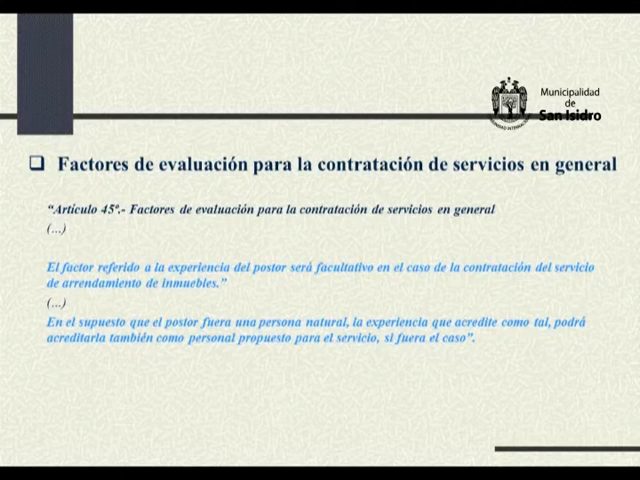 Municipalidad
de
San Isidro
❑ Factores de evaluación para la contratación de servicios en general
“Artículo 45º.- Factores de evaluación para la contratación de servicios en general
(...)
El factor referido a la experiencia del postor será facultativo en el caso de la contratación del servicio
de arrendamiento de inmuebles.”
(...)
En el supuesto que el postor fuera una persona natural, la experiencia que acredite como tal, podrá
acreditarla también como personal propuesto para el servicio, si fuera el caso”.